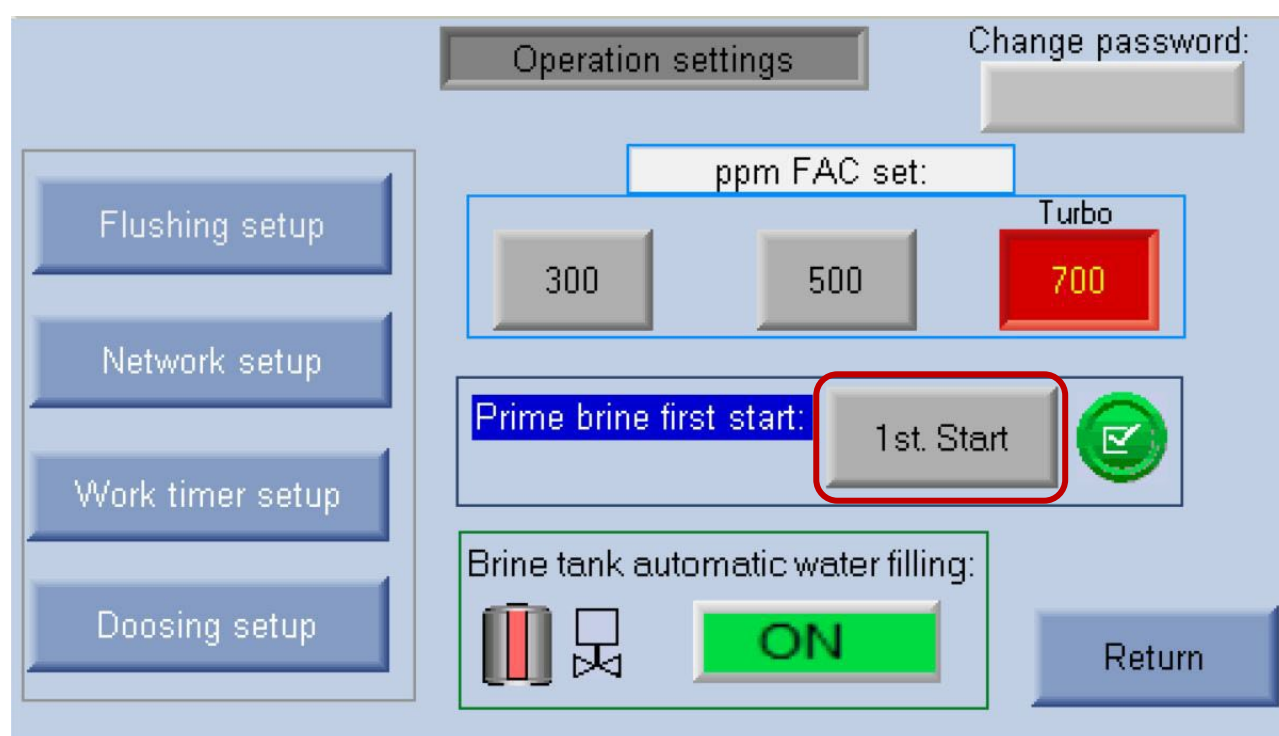 Operation settings
Change password:
Flushing setup
Network setup
Work timer setup
Doosing setup
ppm FAC set:
Turbo
300
500
700
Prime brine first start:
1st. Start
Brine tank automatic water filling:
ON
Return